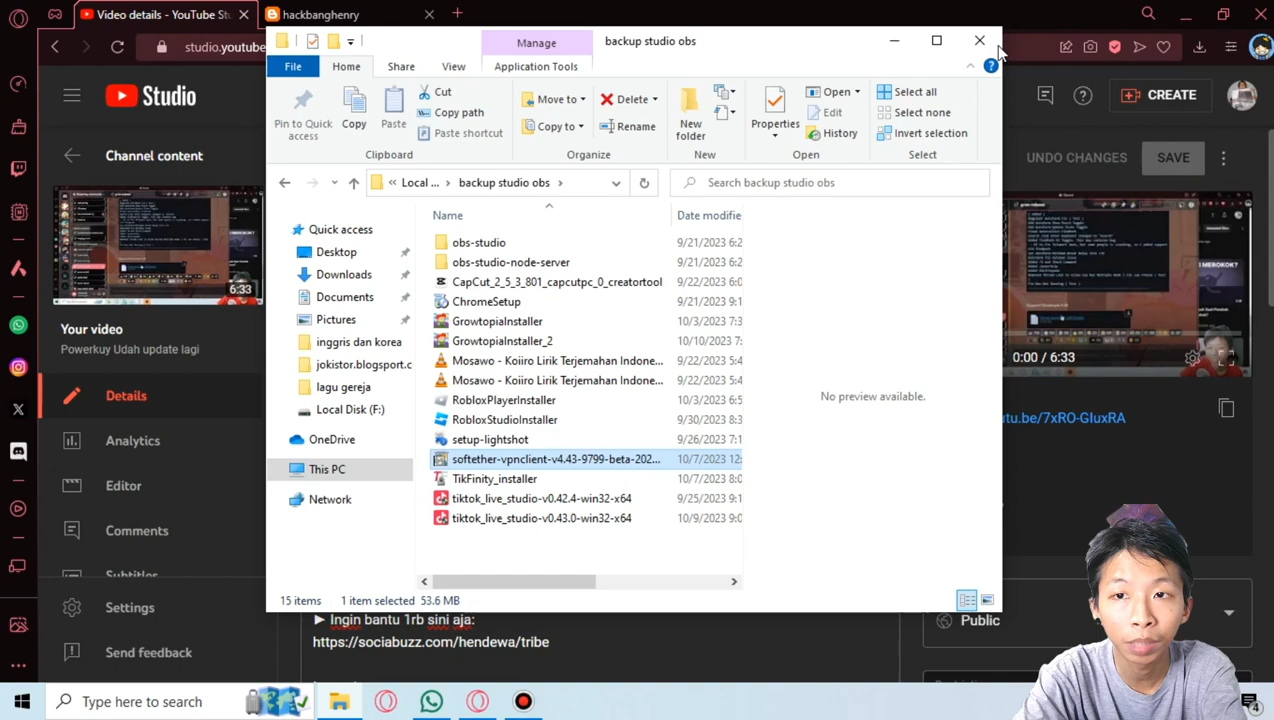 Video details - YouTube St
hackbanghenry
studio.youtube
backup studio obs
Manage
File
Home
Share
View
Application Tools
Pin to Quick access
Copy
Paste
Cut
Copy path
Paste shortcut
Clipboard
Move to
Copy to
Delete
Rename
Organize
New folder
New
Properties
Open
Edit
History
Open
Select all
Select none
Invert selection
Select
« Local ... > backup studio obs >
Search backup studio obs
Studio
CREATE
Channel content
UNDO CHANGES
SAVE
6:33
Your video
Powerkuy Udah update lagi
Details
Analytics
Editor
Comments
Subtitles
Settings
Send feedback
Quick access
Desktop
Downloads
Documents
Pictures
inggris dan korea
jokistor.blogsport.c
lagu gereja
Local Disk (F:)
OneDrive
This PC
Network
Name
Date modifie
obs-studio 9/21/2023 6:2
obs-studio-node-server 9/21/2023 6:2
CapCut_2_5_3_801_capcutpc_0_creatortool 9/22/2023 6:0
ChromeSetup 9/21/2023 9:1
GrowtopiaInstaller 10/3/2023 7:3
GrowtopiaInstaller_2 10/10/2023 7:
Mosawo - Koiiro Lirik Terjemahan Indone... 9/22/2023 5:4
Mosawo - Koiiro Lirik Terjemahan Indone... 9/22/2023 5:4
RobloxPlayerInstaller 10/3/2023 6:5
RobloxStudioInstaller 9/30/2023 8:3
setup-lightshot 9/26/2023 7:1
softether-vpnclient-v4.43-9799-beta-202... 10/7/2023 12:
TikFinity_installer 10/7/2023 8:0
tiktok_live_studio-v0.42.4-win32-x64 9/25/2023 9:1
tiktok_live_studio-v0.43.0-win32-x64 10/9/2023 9:0
No preview available.
15 items 1 item selected 53.6 MB
0:00 / 6:33
utu.be/7xRO-GIuxRA
Public
► Ingin bantu 1rb sini aja:
https://sociabuzz.com/hendewa/tribe
Type here to search
4